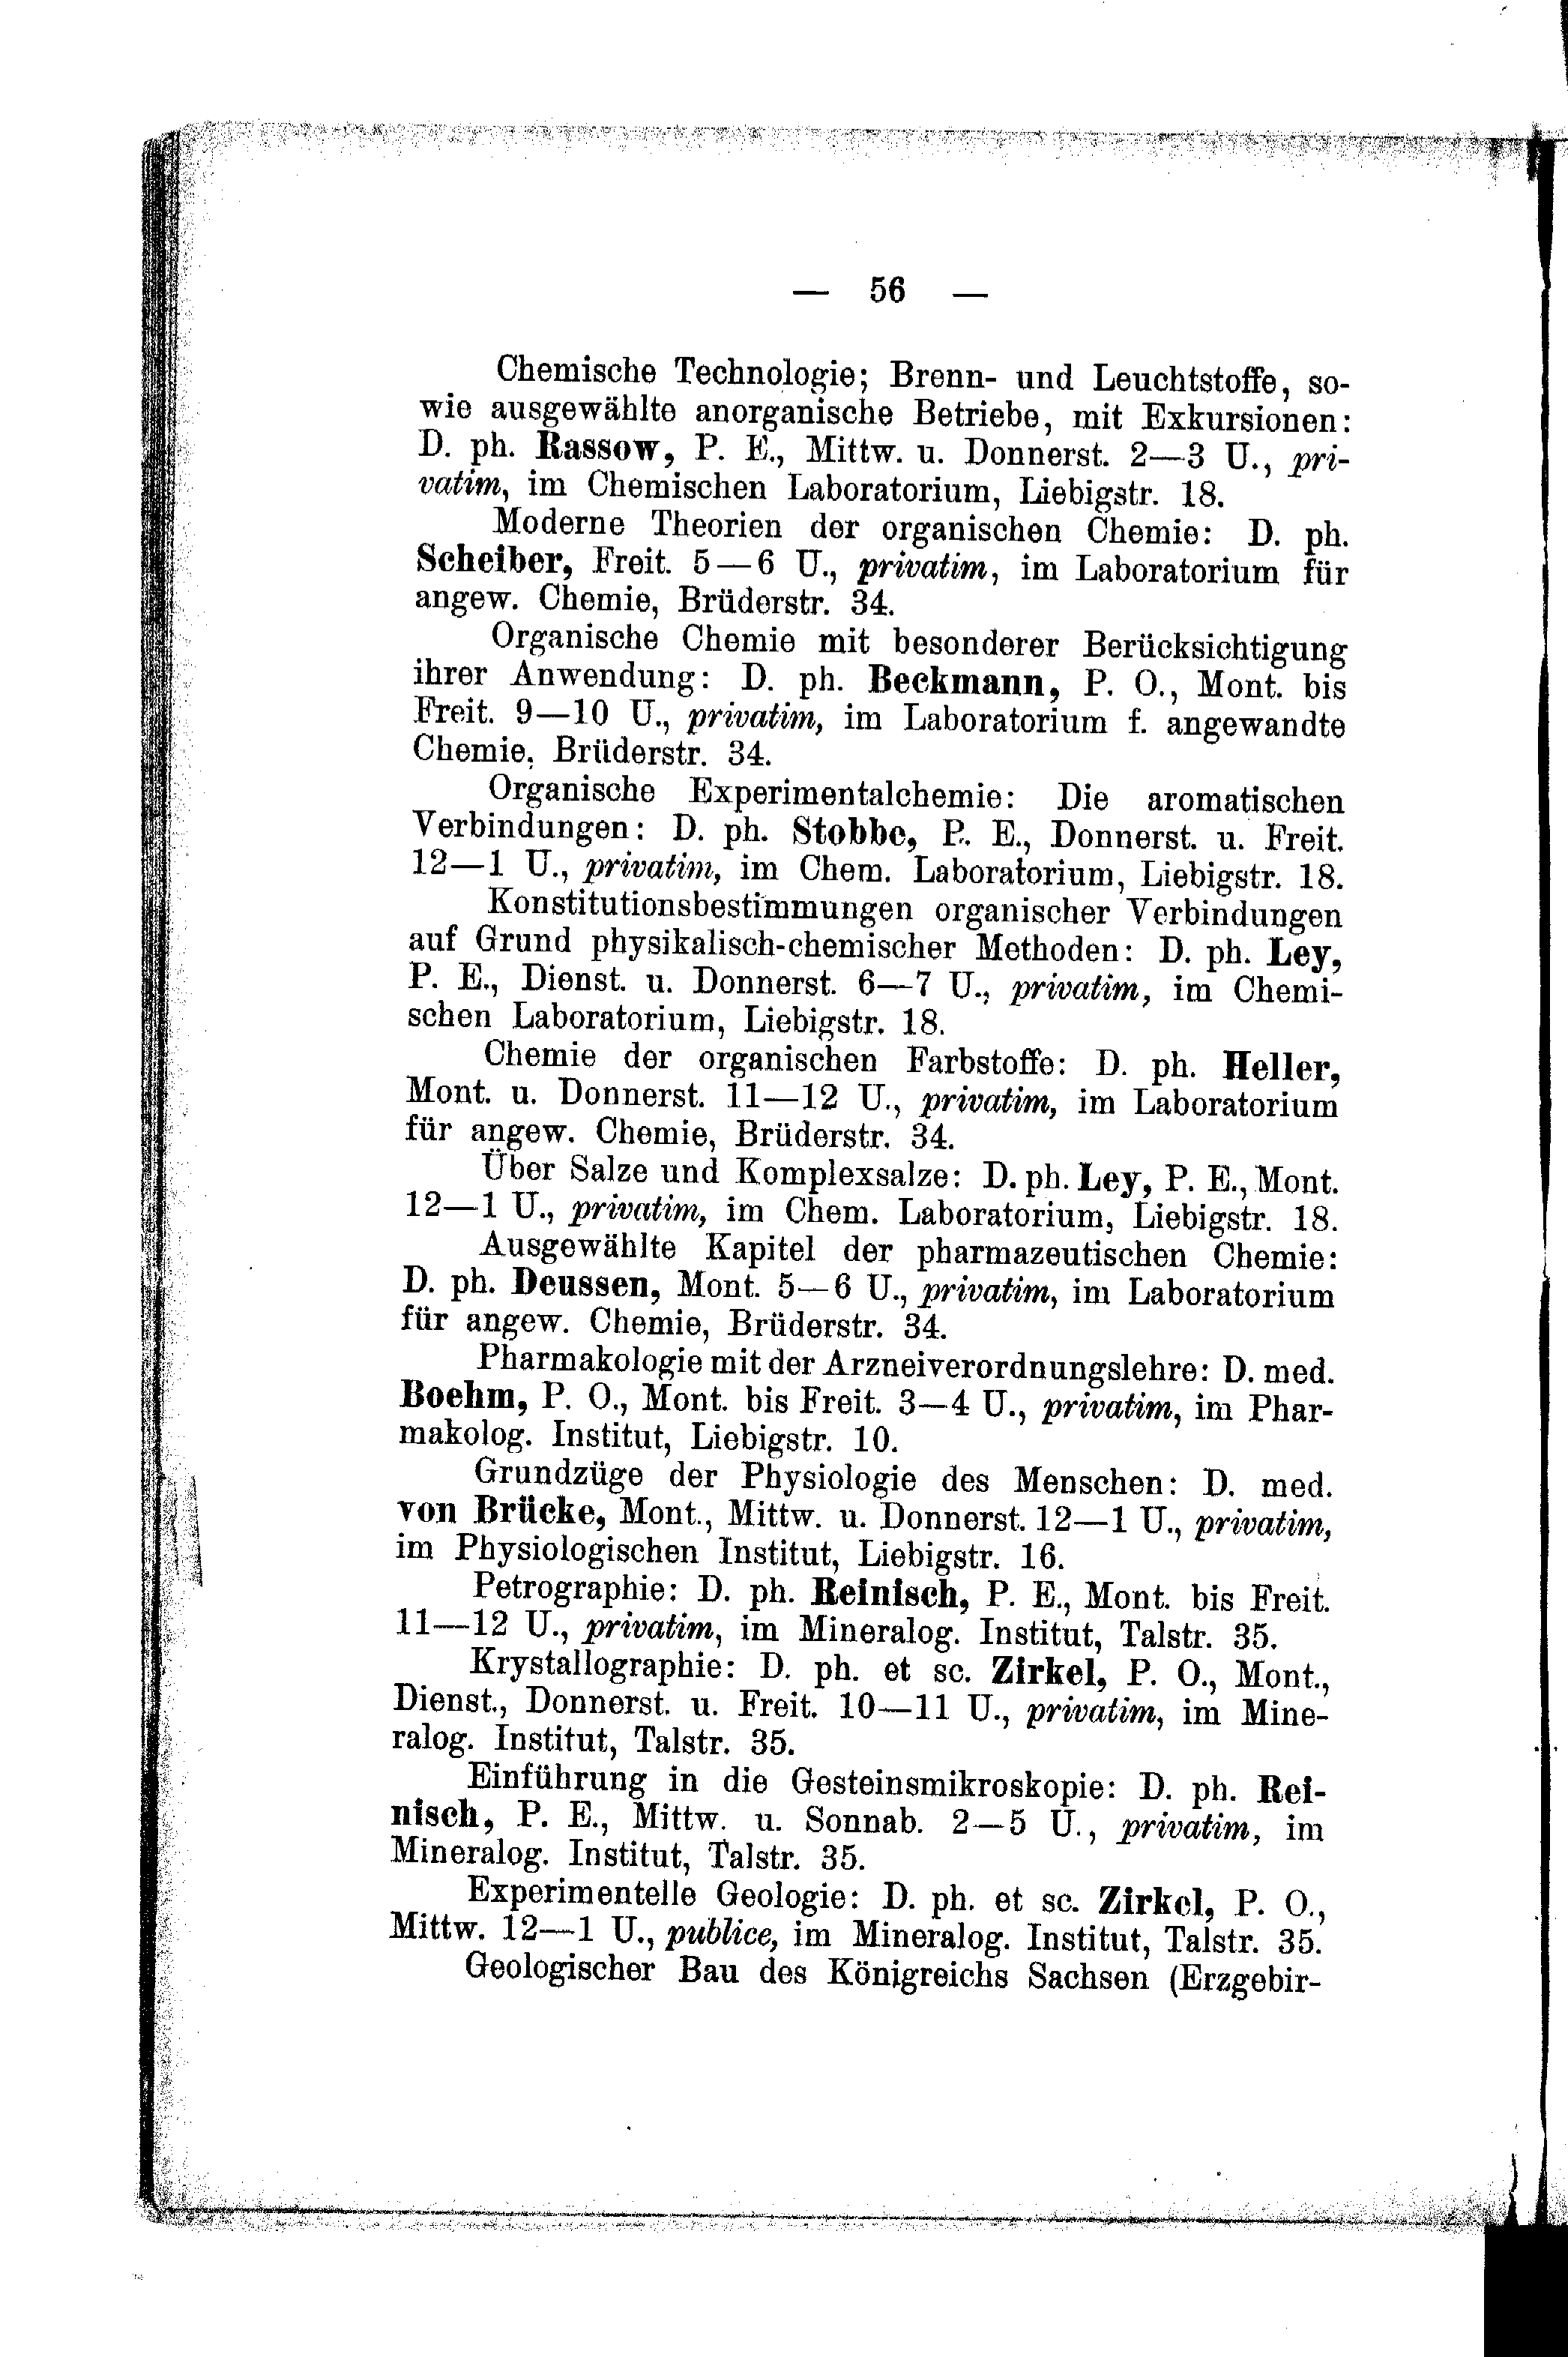 — 56 —
Chemische Technologie; Brenn- und Leuchtstoffe, so-
wie ausgewählte anorganische Betriebe, mit Exkursionen:
D. ph. Rassow, P. E., Mittw. u. Donnerst. 2—3 U., pri-
vatim, im Chemischen Laboratorium, Liebigstr. 18.
Moderne Theorien der organischen Chemie: D. ph.
Scheiber, Freit. 5—6 U., privatim, im Laboratorium für
angew. Chemie, Brüderstr. 34.
Organische Chemie mit besonderer Berücksichtigung
ihrer Anwendung: D. ph. Beckmann, P. O., Mont. bis
Freit. 9—10 U., privatim, im Laboratorium f. angewandte
Chemie, Brüderstr. 34.
Organische Experimentalchemie: Die aromatischen
Verbindungen: D. ph. Stobbe, P. E., Donnerst. u. Freit.
12—1 U., privatim, im Chem. Laboratorium, Liebigstr. 18.
Konstitutionsbestimmungen organischer Verbindungen
auf Grund physikalisch-chemischer Methoden: D. ph. Ley,
P. E., Dienst. u. Donnerst. 6—7 U., privatim, im Chemi-
schen Laboratorium, Liebigstr. 18.
Chemie der organischen Farbstoffe: D. ph. Heller,
Mont. u. Donnerst. 11—12 U., privatim, im Laboratorium
für angew. Chemie, Brüderstr. 34.
Über Salze und Komplexsalze: D. ph. Ley, P. E., Mont.
12—1 U., privatim, im Chem. Laboratorium, Liebigstr. 18.
Ausgewählte Kapitel der pharmazeutischen Chemie:
D. ph. Deussen, Mont. 5—6 U., privatim, im Laboratorium
für angew. Chemie, Brüderstr. 34.
Pharmakologie mit der Arzneiverordnungslehre: D. med.
Boehm, P. O., Mont. bis Freit. 3—4 U., privatim, im Phar-
makolog. Institut, Liebigstr. 10.
Grundzüge der Physiologie des Menschen: D. med.
von Brücke, Mont., Mittw. u. Donnerst. 12—1 U., privatim,
im Physiologischen Institut, Liebigstr. 16.
Petrographie: D. ph. Reinisch, P. E., Mont. bis Freit.
11—12 U., privatim, im Mineralog. Institut, Talstr. 35.
Krystallographie: D. ph. et sc. Zirkel, P. O., Mont.,
Dienst., Donnerst. u. Freit. 10—11 U., privatim, im Mine-
ralog. Institut, Talstr. 35.
Einführung in die Gesteinsmikroskopie: D. ph. Rei-
nisch, P. E., Mittw. u. Sonnab. 2—5 U., privatim, im
Mineralog. Institut, Talstr. 35.
Experimentelle Geologie: D. ph. et sc. Zirkel, P. O.,
Mittw. 12—1 U., publice, im Mineralog. Institut, Talstr. 35.
Geologischer Bau des Königreichs Sachsen (Erzgebir-